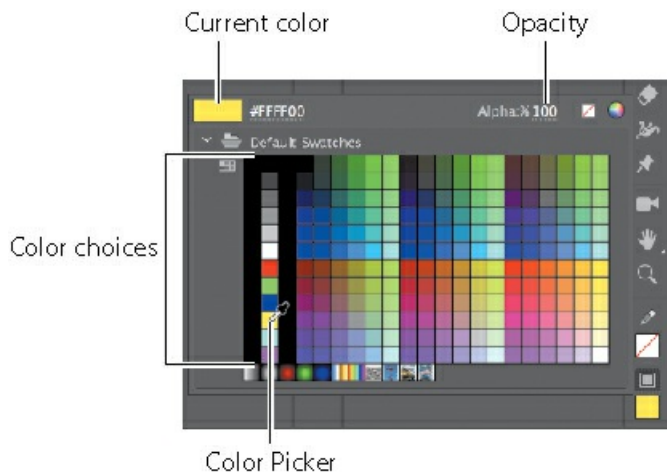 Current color
Opacity
#FFFF00
Alpha:% 100
Default Swatches
Color choices
Color Picker